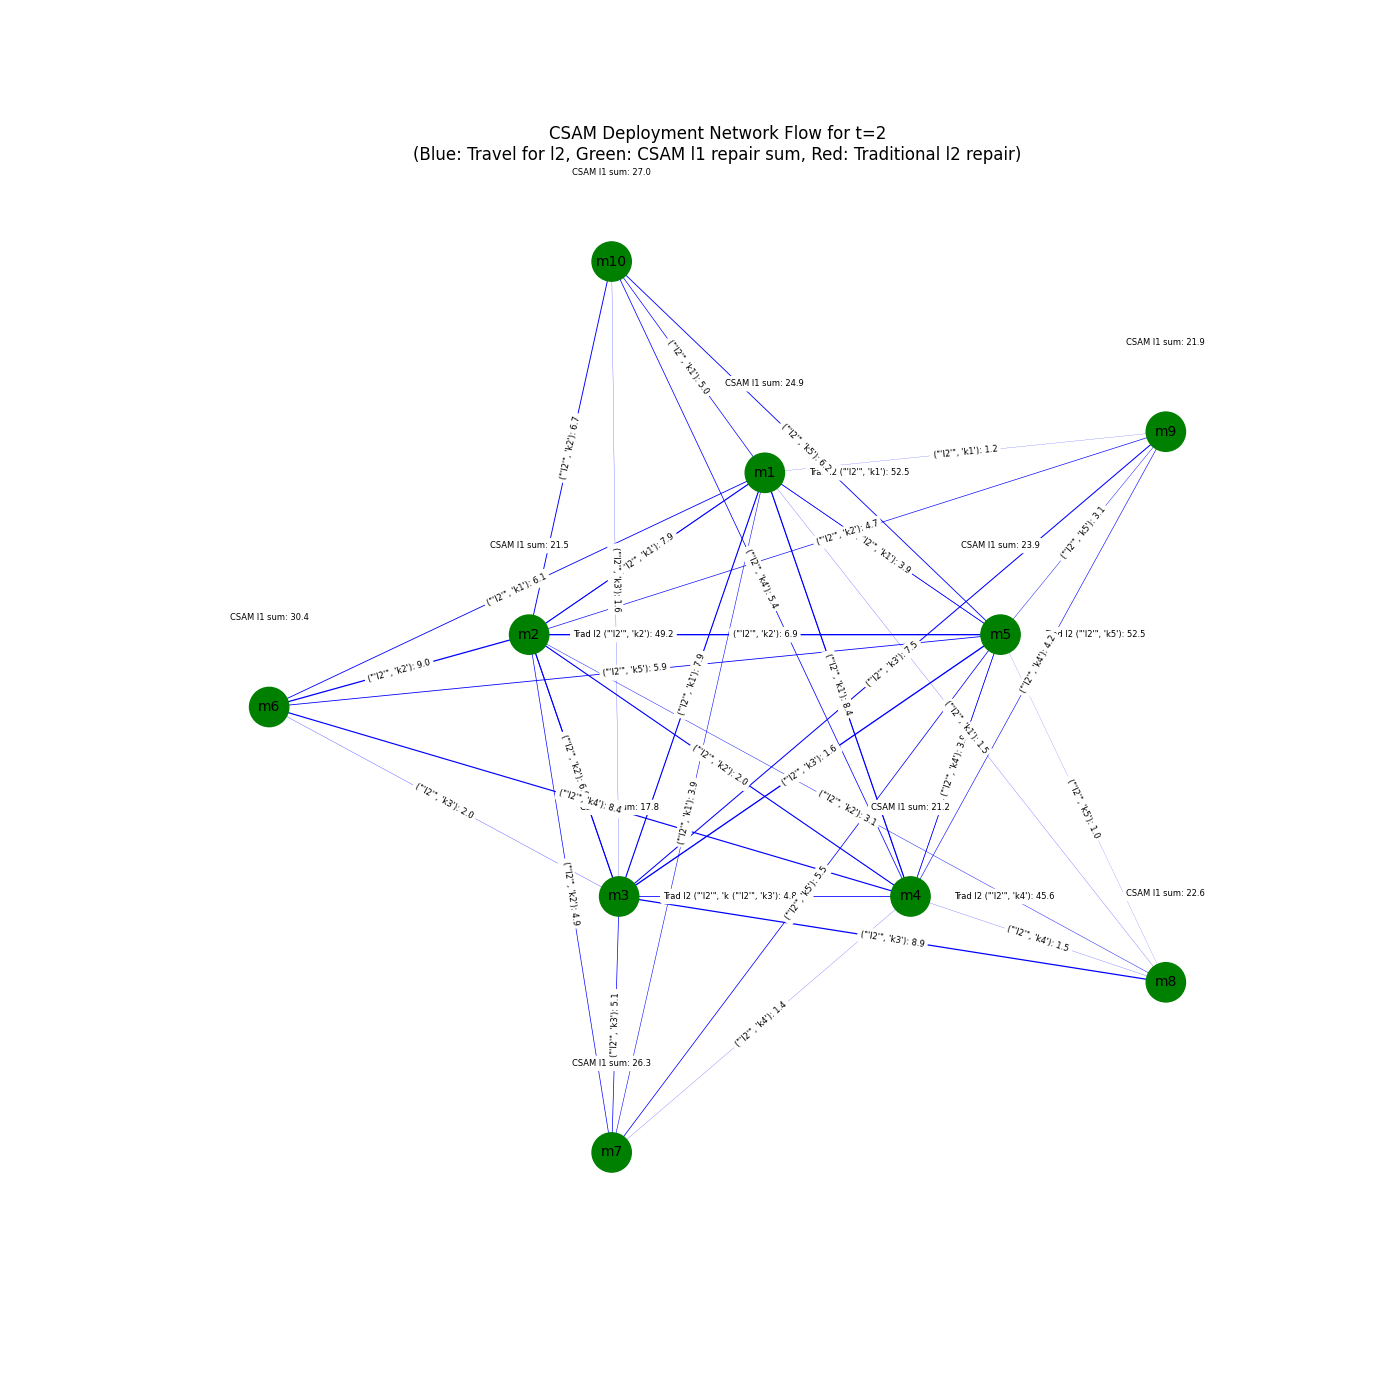 CSAM Deployment Network Flow for t=2
(Blue: Travel for l2, Green: CSAM l1 repair sum, Red: Traditional l2 repair)
CSAM l1 sum: 27.0
m10
CSAM l1 sum: 21.9
("'l2'", 'k1'): 5.0
CSAM l1 sum: 24.9
m9
("'l2'", 'k2'): 6.7
("'l2'", 'k5'): 6.2
("'l2'", 'k1'): 1.2
m1
("'l2'", 'k1'): 52.5
("'l2'", 'k2'): 4.7
("'l2'", 'k5'): 3.1
CSAM l1 sum: 21.5
'k1'): 7.9
'k1'): 3.9
CSAM l1 sum: 23.9
("'l2'", 'k3'): 1.6
("'l2'", 'k4'): 5.4
("'l2'", 'k1'): 6.1
CSAM l1 sum: 30.4
m2
Trad l2 ("'l2'", 'k2'): 49.2
("'l2'", 'k2'): 6.9
m5
l2 ("'l2'", 'k5'): 52.5
("'l2'", 'k2'): 9.0
("'l2'", 'k5'): 5.9
("'l2'", 'k1'): 7.9
("'l2'", 'k1'): 8.4
("'l2'", 'k3'): 7.5
("'l2'", 'k4'): 4.2
m6
("'l2'", 'k1'): 1.5
("'l2'", 'k2'):
("'l2'", 'k2'): 2.0
("'l2'", 'k3'): 1.6
("'l2'", 'k4'):
("'l2'", 'k3'): 2.0
("'l2'", 'k4'): 8.4
17.8
("'l2'", 'k1'): 3.9
("'l2'", 'k2'): 3.1
CSAM l1 sum: 21.2
("'l2'", 'k5'): 1.0
("'l2'", 'k2'): 4.9
m3
Trad l2 ("'l2'",
("'l2'", 'k3'):
("'l2'", 'k5'): 5.5
m4
Trad l2 ("'l2'", 'k4'): 45.6
CSAM l1 sum: 22.6
("'l2'", 'k3'): 8.9
("'l2'", 'k4'): 1.5
m8
("'l2'", 'k3'): 5.1
("'l2'", 'k4'): 1.4
CSAM l1 sum: 26.3
m7